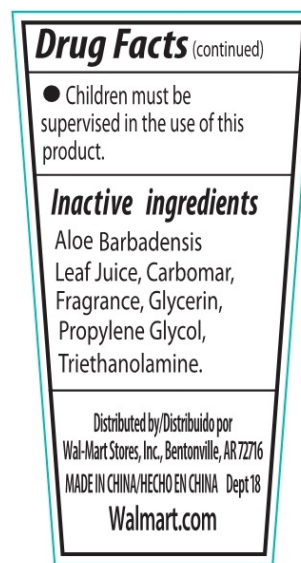 Drug Facts (continued)
● Children must be
supervised in the use of this
product.
Inactive ingredients
Aloe Barbadensis
Leaf Juice, Carbomar,
Fragrance, Glycerin,
Propylene Glycol,
Triethanolamine.
Distributed by/Distribuido por
Wal-Mart Stores, Inc., Bentonville, AR 72716
MADE IN CHINA/HECHO EN CHINA Dept 18
Walmart.com